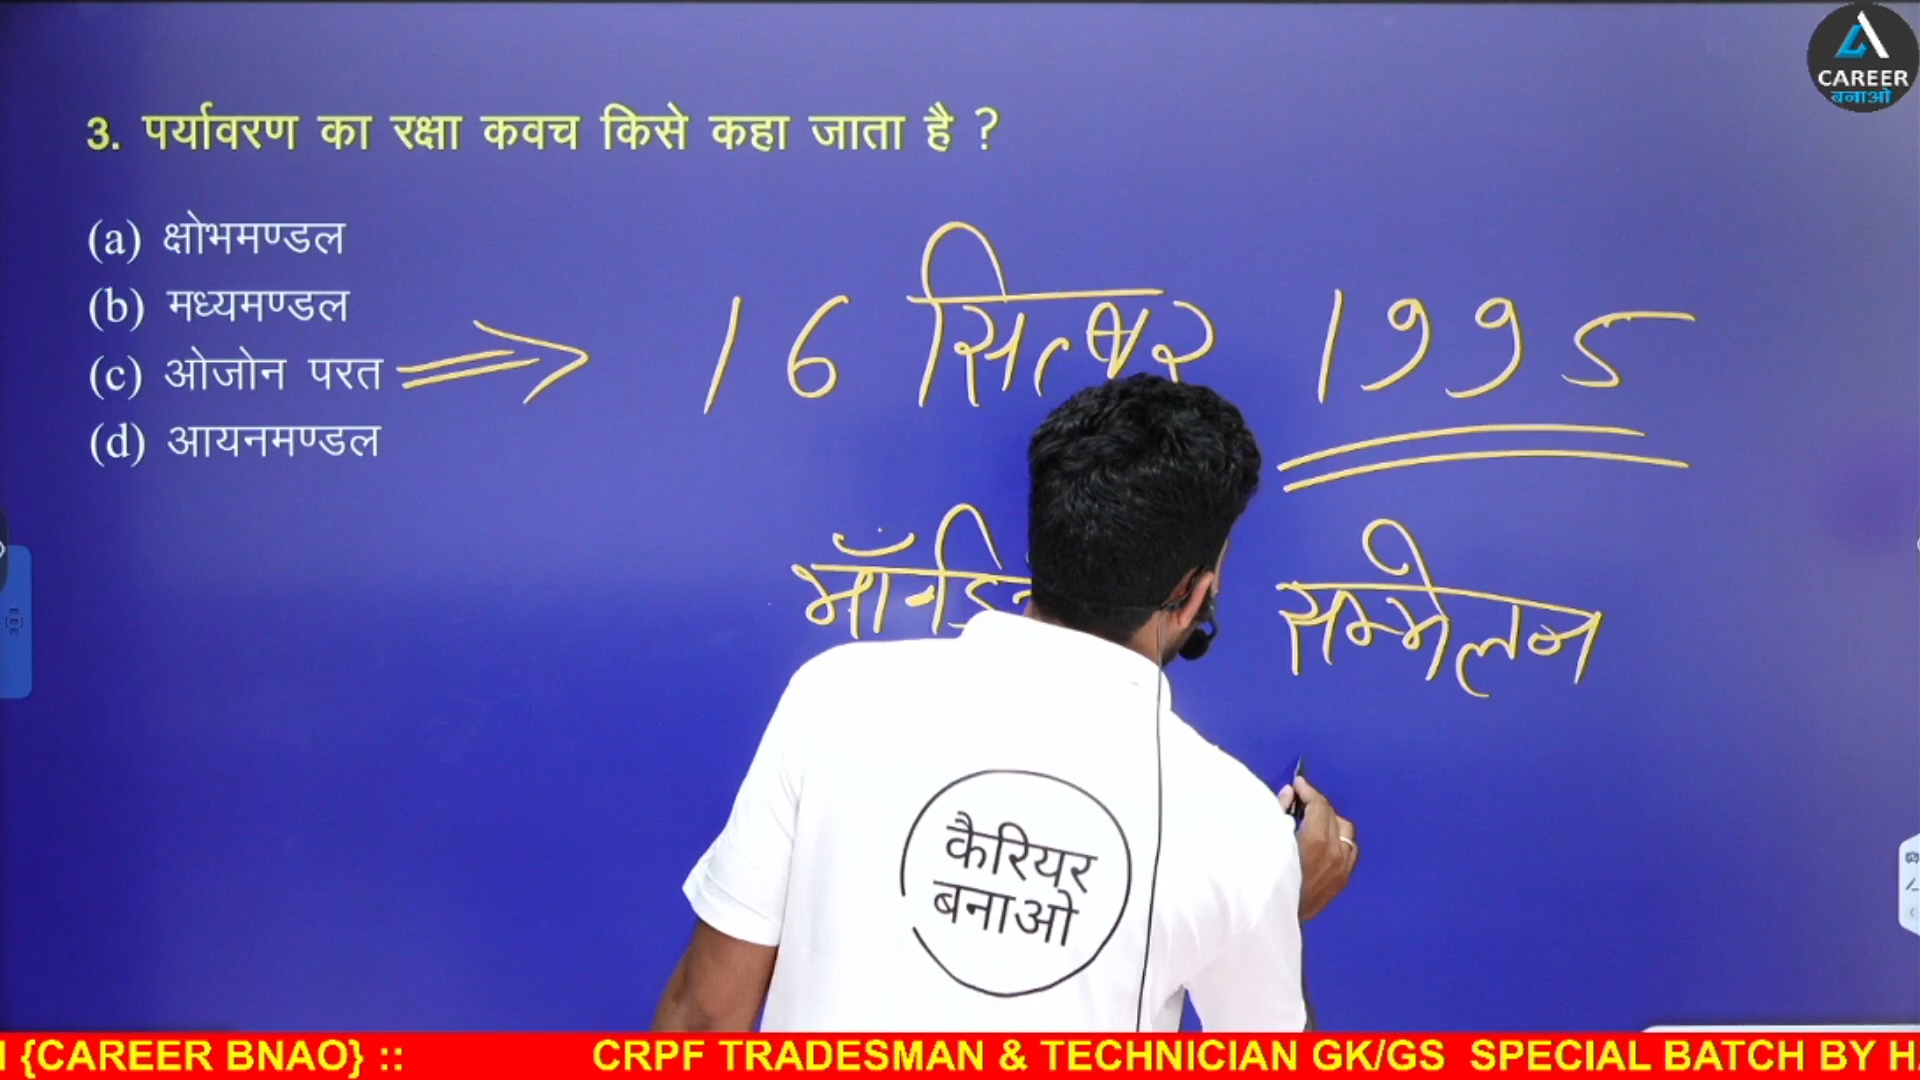 CAREER
बनाओ
3. पर्यावरण का रक्षा कवच किसे कहा जाता है ?
(a) क्षोभमण्डल
(b) मध्यमण्डल
(c) ओजोन परत
(d) आयनमण्डल
16 सितम्बर 1995
सम्मेलन
कैरियर
बनाओ
{CAREER BNAO} :: CRPF TRADESMAN & TECHNICIAN GK/GS SPECIAL BATCH BY